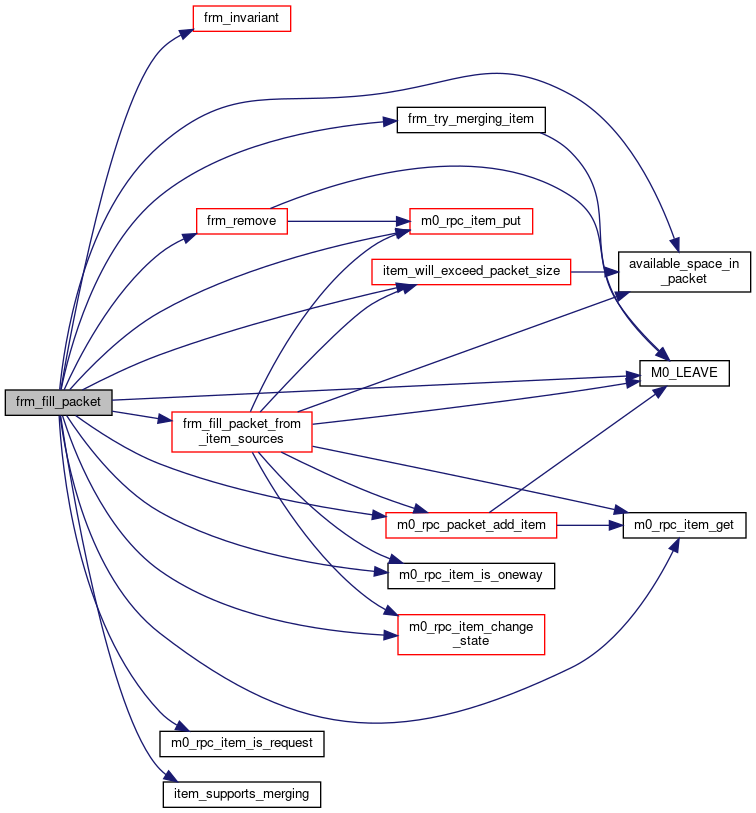 frm_invariant
frm_try_merging_item
frm_remove
m0_rpc_item_put
item_will_exceed_packet_size
available_space_in
_packet
M0_LEAVE
frm_fill_packet
frm_fill_packet_from
_item_sources
m0_rpc_packet_add_item
m0_rpc_item_get
m0_rpc_item_is_oneway
m0_rpc_item_change
_state
m0_rpc_item_is_request
item_supports_merging